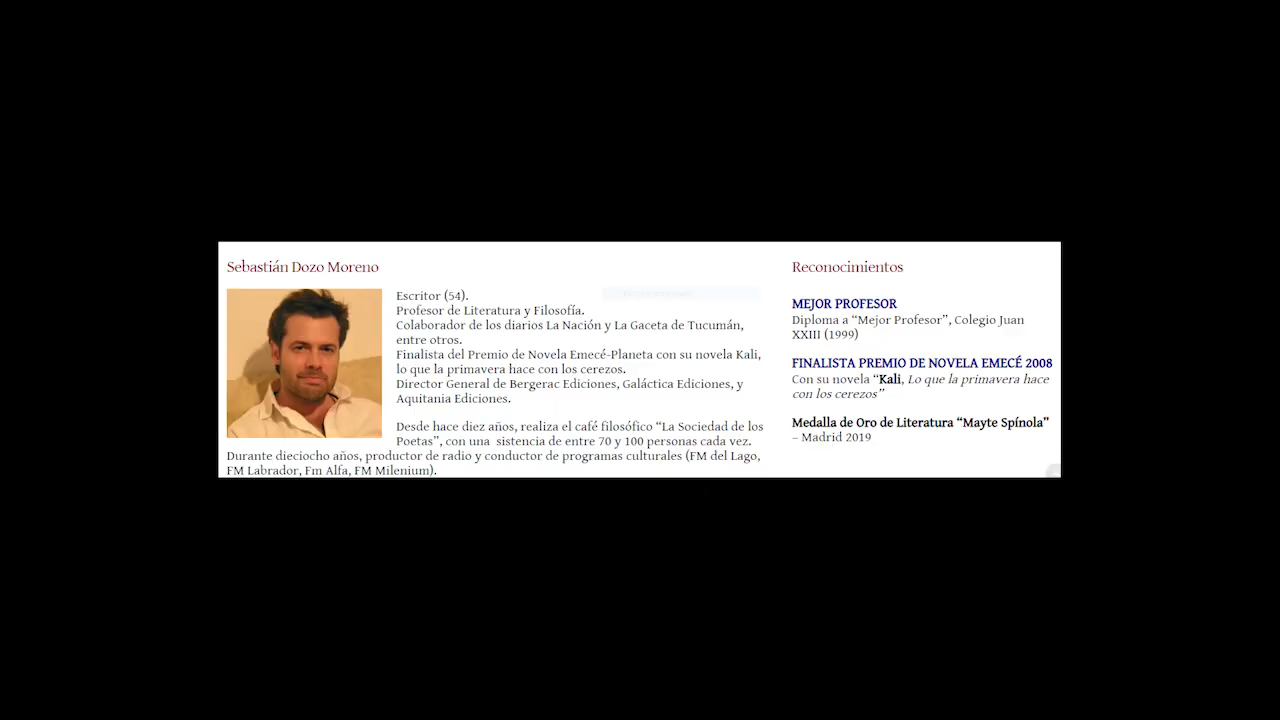 Sebastián Dozo Moreno
Escritor (54).
Profesor de Literatura y Filosofía.
Colaborador de los diarios La Nación y La Gaceta de Tucumán,
entre otros.
Finalista del Premio de Novela Emecé-Planeta con su novela Kali,
lo que la primavera hace con los cerezos.
Director General de Bergerac Ediciones, Galáctica Ediciones, y
Aquitania Ediciones.
Desde hace diez años, realiza el café filosófico “La Sociedad de los
Poetas”, con una sistencia de entre 70 y 100 personas cada vez.
Durante dieciocho años, productor de radio y conductor de programas culturales (FM del Lago,
FM Labrador, Fm Alfa, FM Milenium).
Reconocimientos
MEJOR PROFESOR
Diploma a “Mejor Profesor”, Colegio Juan
XXIII (1999)
FINALISTA PREMIO DE NOVELA EMECÉ 2008
Con su novela “Kali, Lo que la primavera hace
con los cerezos”
Medalla de Oro de Literatura “Mayte Spínola”
– Madrid 2019